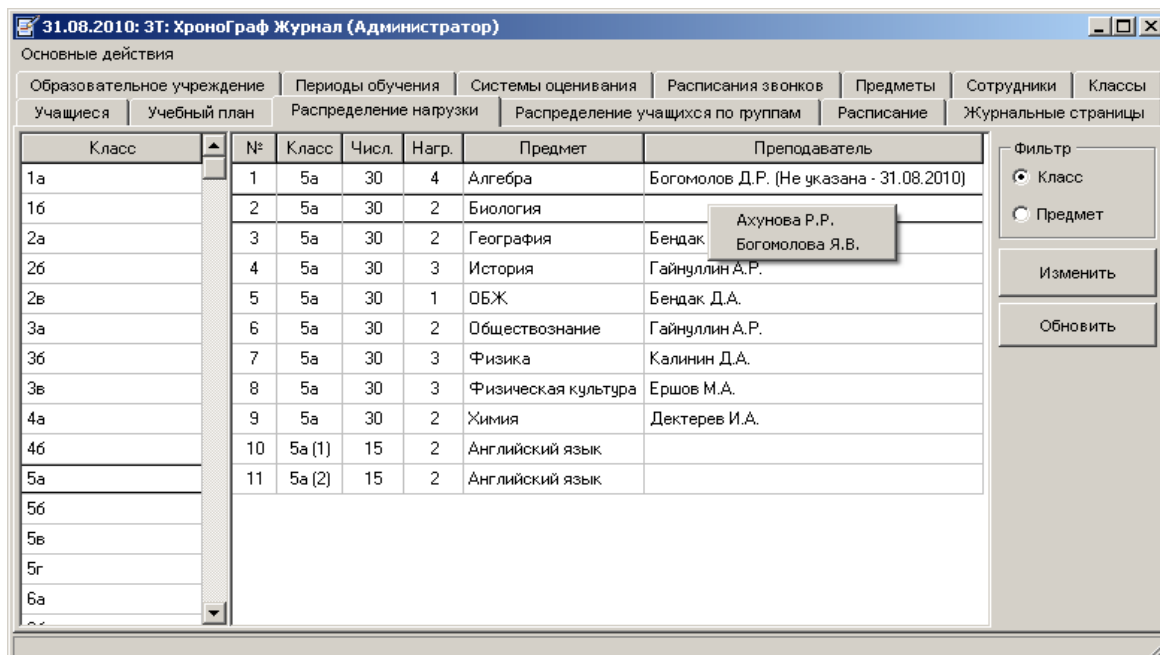 31.08.2010: 3Т: ХроноГраф Журнал (Администратор)
Основные действия
Образовательное учреждение Периоды обучения Системы оценивания Расписания звонков Предметы Сотрудники Классы
Учащиеся Учебный план Распределение нагрузки Распределение учащихся по группам Расписание Журнальные страницы
Класс
1а
1б
2а
2б
2в
3а
3б
3в
4а
4б
5а
5б
5в
5г
6а
№ Класс Числ. Нагр. Предмет Преподаватель
1 5а 30 4 Алгебра Богомолов Д.Р. (Не указана - 31.08.2010)
2 5а 30 2 Биология
3 5а 30 2 География Бендак
4 5а 30 3 История Гайнуллин А.Р.
5 5а 30 1 ОБЖ Бендак Д.А.
6 5а 30 2 Обществознание Гайнуллин А.Р.
7 5а 30 3 Физика Калинин Д.А.
8 5а 30 3 Физическая культура Ершов М.А.
9 5а 30 2 Химия Дектерев И.А.
10 5а (1) 15 2 Английский язык
11 5а (2) 15 2 Английский язык
Ахунова Р.Р.
Богомолова Я.В.
Фильтр
Класс
Предмет
Изменить
Обновить